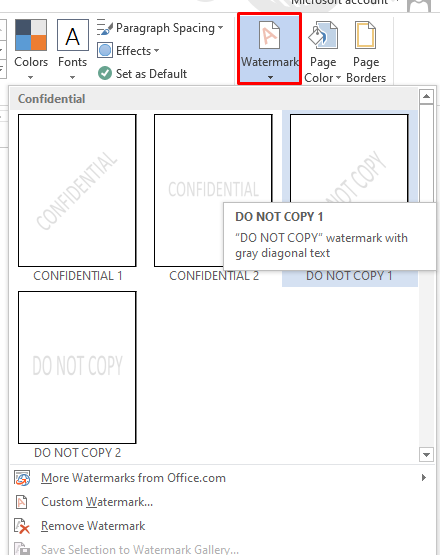 Microsoft account
Paragraph Spacing
Effects
Set as Default
Colors
Fonts
A
A
Watermark
Page
Color
Page
Borders
Confidential
CONFIDENTIAL
CONFIDENTIAL
DO NOT COPY
CONFIDENTIAL 1
CONFIDENTIAL 2
DO NOT COPY 1
DO NOT COPY 1
"DO NOT COPY" watermark with
gray diagonal text
DO NOT COPY
DO NOT COPY 2
More Watermarks from Office.com
A
Custom Watermark...
Remove Watermark
Save Selection to Watermark Gallery...